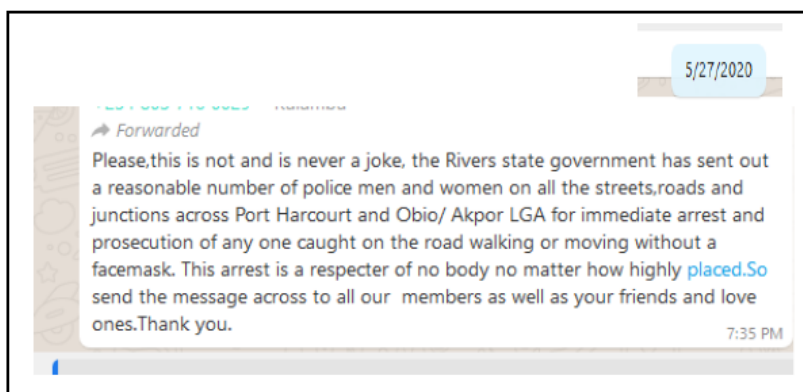 5/27/2020
Forwarded
Please,this is not and is never a joke, the Rivers state government has sent out
a reasonable number of police men and women on all the streets,roads and
junctions across Port Harcourt and Obio/ Akpor LGA for immediate arrest and
prosecution of any one caught on the road walking or moving without a
facemask. This arrest is a respecter of no body no matter how highly placed.So
send the message across to all our  members as well as your friends and love
ones.Thank you.
7:35 PM